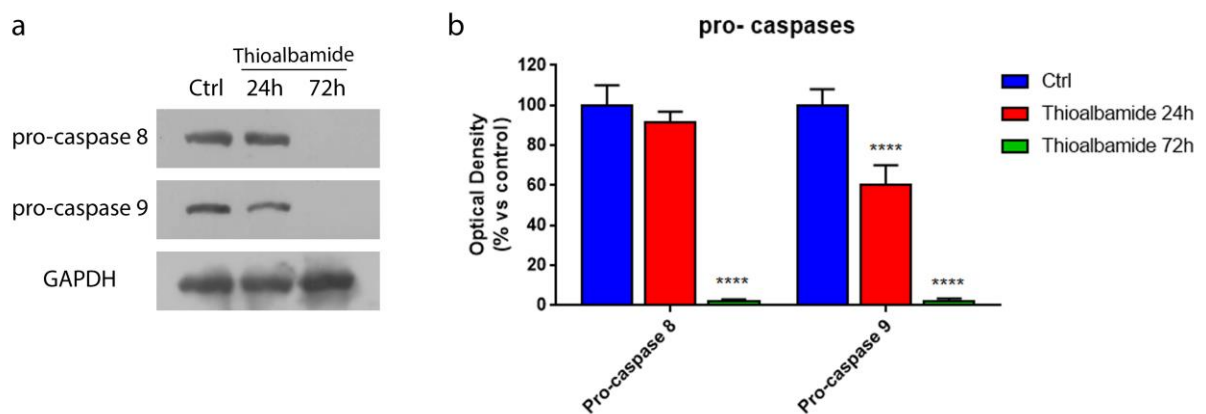 a
Thioalbamide
Ctrl 24h 72h
pro-caspase 8
pro-caspase 9
GAPDH
b
pro- caspases
Optical Density
(% vs control)
120
100
80
60
40
20
0
****
****
****
Pro-caspase 8
Pro-caspase 9
Ctrl
Thioalbamide 24h
Thioalbamide 72h